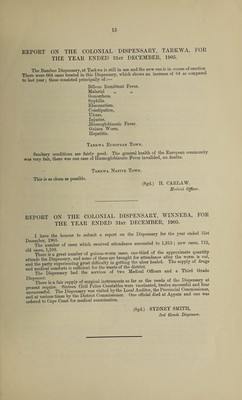 13
REPORT ON THE COLONIAL DISPENSARY, TARKWA, FOR
THE YEAR ENDED 31st DECEMBER, 1905.
The Bamboo Dispensary, at Tarkwa is still in use and the new one is in course of erection
There were 664 cases treated in this Dispensary, which shows an increase of 64 as compared
to last year; these consisted principally of:—
Bilious Remittent Fever.
Malarial „ „
Gonorrhœa.
Syphilis.
Rheumatism.
Constipation.
Ulcers.
Injuries.
Hæmoglobinuric Fever.
Guinea Worm.
Hepatitis.
Tarkwa European Town.
Sanitary conditions are fairly good. The general health of the European community
was very fair, there was one case of Hæmoglobinuric Fever invalided, no deaths.
Tarkwa Native Town.
This is as clean as possible.
(Sgd.) H. CARLAW.
Medical Officer.
REPORT ON THE COLONIAL DISPENSARY, WINNEBA, FOR
THE YEAR ENDED 31st DECEMBER, 1905.
I have the honour to submit a report on the Dispensary for the year ended 31st
December, 1905.
The number of cases which received attendance amounted to 1,913; new cases, 712,
old cases, 1,201.
There is a great number of guinea-worm cases, one-third of the approximate quantity
attends the Dispensary, and some of these are brought for attendance after the worm is cut,
and the party experiencing great difficulty in getting the ulcer healed. The supply of drugs
and medical comforts is sufficient for the wants of the district.
The Dispensary had the services of two Medical Officers and a Third Grade
Dispenser.
There is a fair supply of surgical instruments as far as the needs of the Dispensary at
present require. Sixteen Civil Police Constables were vaccinated, twelve successful and four
unsuccessful. The Dispensary was visited by the Local Auditor, the Provincial Commissioner,
and at various times by the District Commissioner. One official died at Appam and one was
ordered to Cape Coast for medical examination.
(Sgd.) SYDNEY SMITH,
3rd Grade Dispenser.